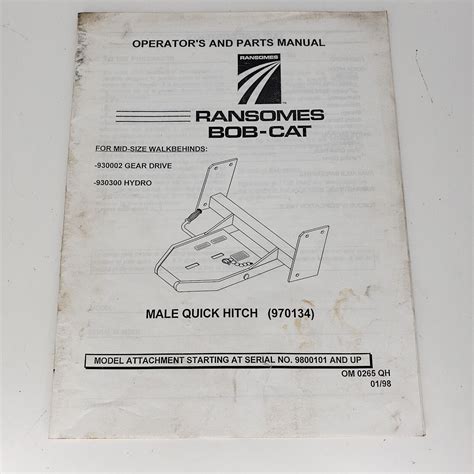 OPERATOR'S AND PARTS MANUAL
RANSOMES
RANSOMES
BOB-CAT
FOR MID-SIZE WALKBEHINDS:
-930002 GEAR DRIVE
-930300 HYDRO
MALE QUICK HITCH (970134)
MODEL ATTACHMENT STARTING AT SERIAL NO. 9800101 AND UP
OM 0265 QH
01/98